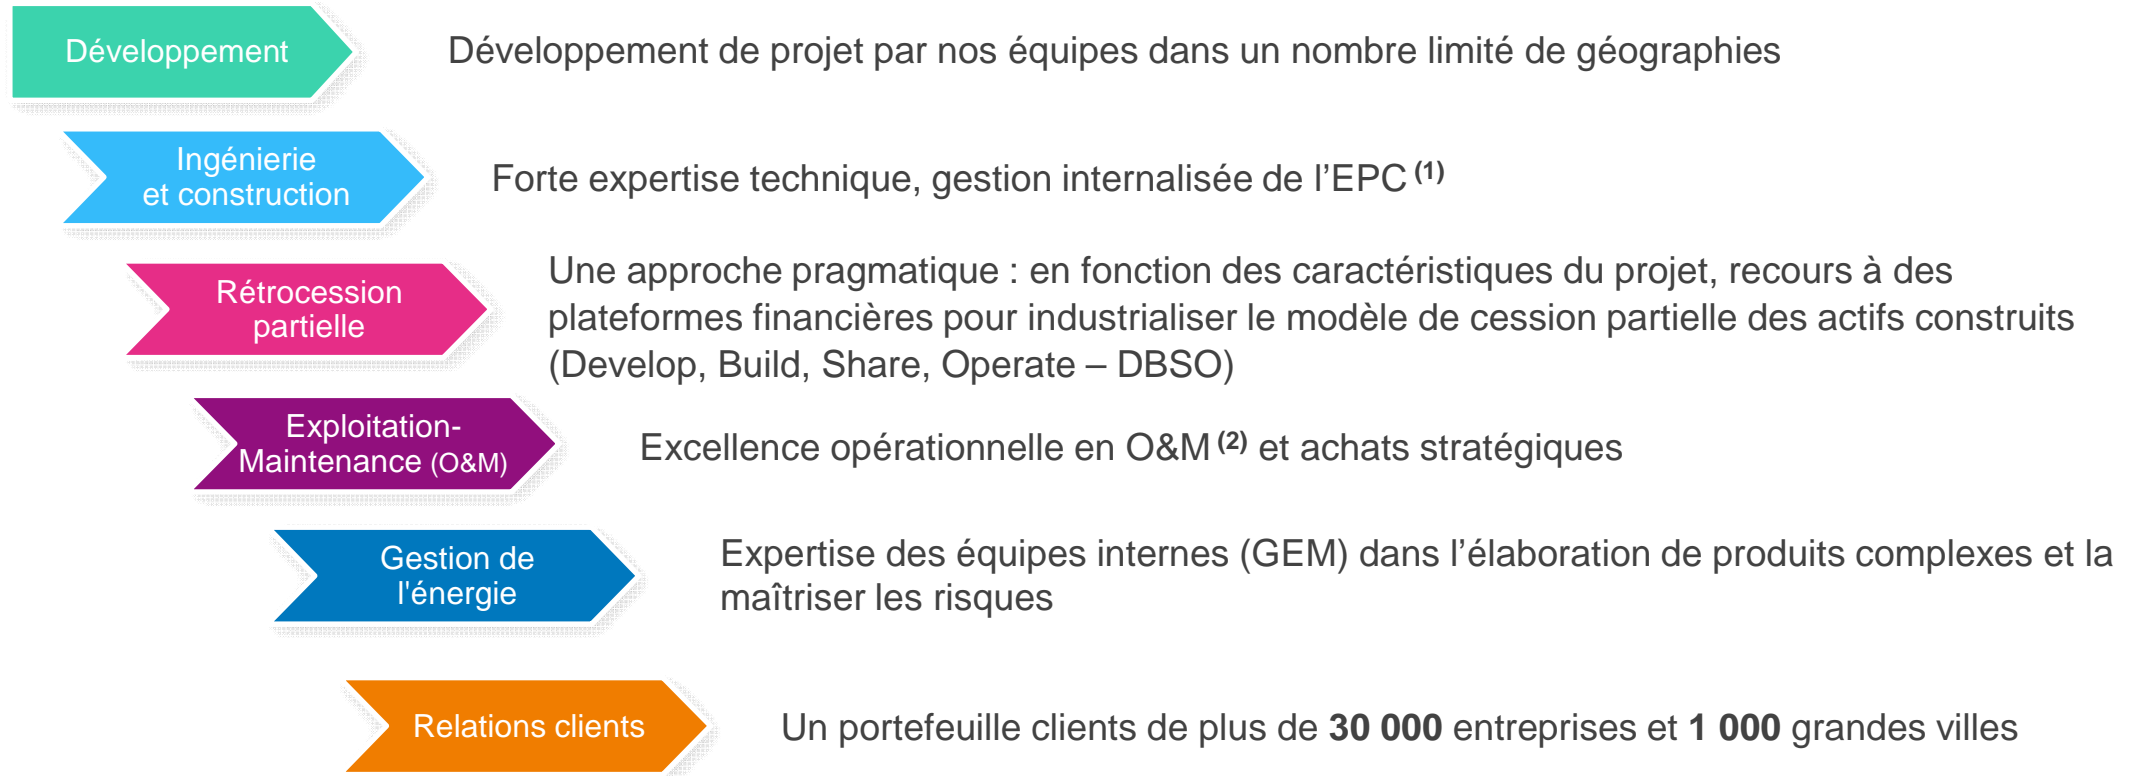 Développement
Développement de projet par nos équipes dans un nombre limité de géographies
Ingénierie
et construction
Forte expertise technique, gestion internalisée de l’EPC (1)
Rétrocession
partielle
Une approche pragmatique : en fonction des caractéristiques du projet, recours à des
plateformes financières pour industrialiser le modèle de cession partielle des actifs construits
(Develop, Build, Share, Operate – DBSO)
Exploitation-
Maintenance (O&M)
Excellence opérationnelle en O&M (2) et achats stratégiques
Gestion de
l'énergie
Expertise des équipes internes (GEM) dans l’élaboration de produits complexes et la
maîtriser les risques
Relations clients
Un portefeuille clients de plus de 30 000 entreprises et 1 000 grandes villes